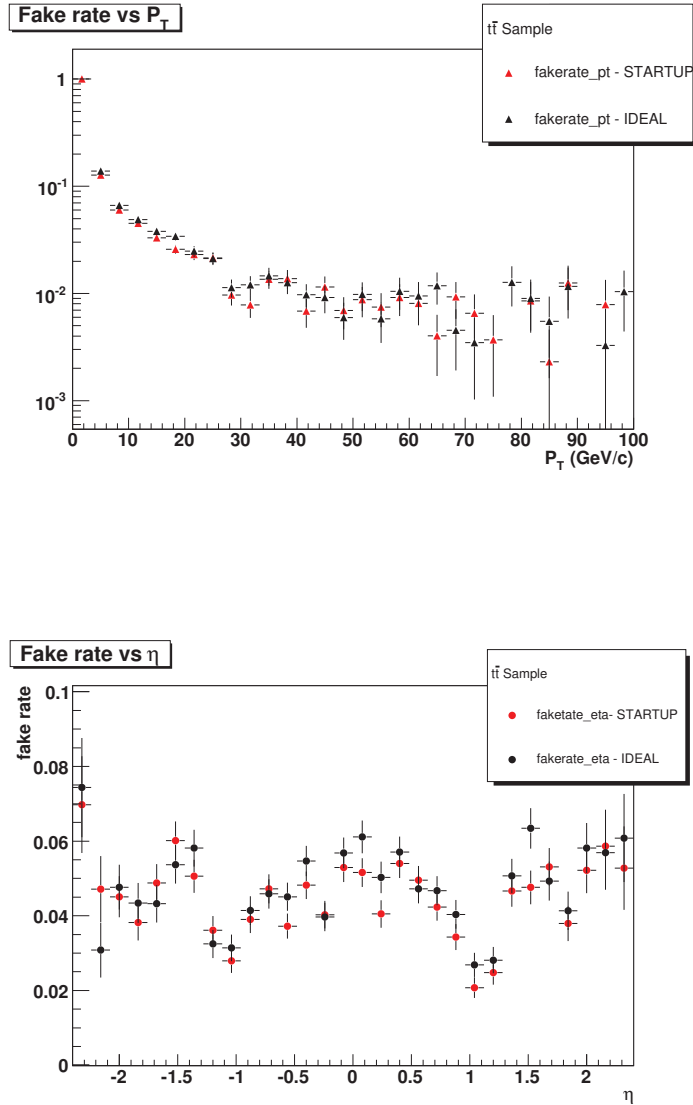 Fake rate vs P_T
tt̄ Sample
fakerate_pt - STARTUP
fakerate_pt - IDEAL
1
10^-1
10^-2
10^-3
0 10 20 30 40 50 60 70 80 90 100
P_T (GeV/c)
Fake rate vs η
tt̄ Sample
faketate_eta- STARTUP
fakerate_eta - IDEAL
fake rate
0.1
0.08
0.06
0.04
0.02
0
-2 -1.5 -1 -0.5 0 0.5 1 1.5 2
η